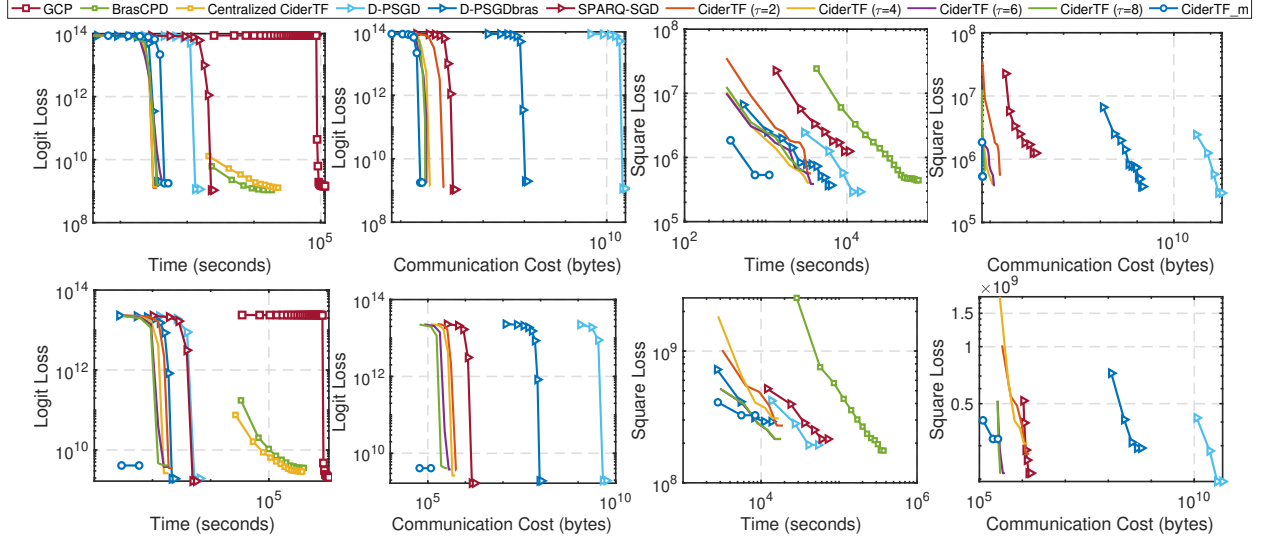 GCP BrasCPD Centralized CiderTF D-PSGD D-PSGDbras SPARQ-SGD CiderTF (τ=2) CiderTF (τ=4) CiderTF (τ=6) CiderTF (τ=8) CiderTF_m
Logit Loss
10^14
10^12
10^10
10^8
10^5
Time (seconds)
Logit Loss
10^14
10^12
10^10
10^8
10^10
Communication Cost (bytes)
Square Loss
10^8
10^7
10^6
10^5
10^2 10^4
Time (seconds)
Square Loss
10^8
10^7
10^6
10^5
10^10
Communication Cost (bytes)
Logit Loss
10^14
10^12
10^10
10^5
Time (seconds)
Logit Loss
10^14
10^12
10^10
10^5 10^10
Communication Cost (bytes)
Square Loss
10^9
10^8
10^4 10^6
Time (seconds)
Square Loss
×10^9
1.5
1
0.5
10^5 10^10
Communication Cost (bytes)